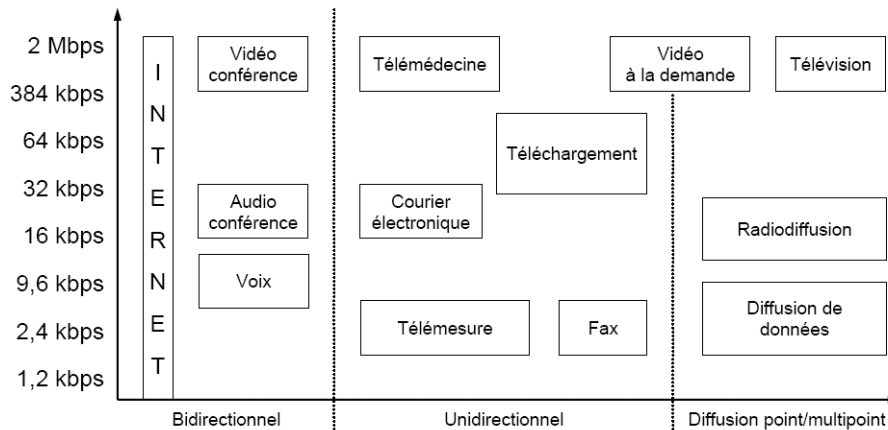 2 Mbps
384 kbps
64 kbps
32 kbps
16 kbps
9,6 kbps
2,4 kbps
1,2 kbps
INTERNET
Vidéo
conférence
Audio
conférence
Voix
Télémédecine
Téléchargement
Courier
électronique
Télémesure
Fax
Vidéo
à la demande
Télévision
Radiodiffusion
Diffusion de
données
Bidirectionnel
Unidirectionnel
Diffusion point/multipoint